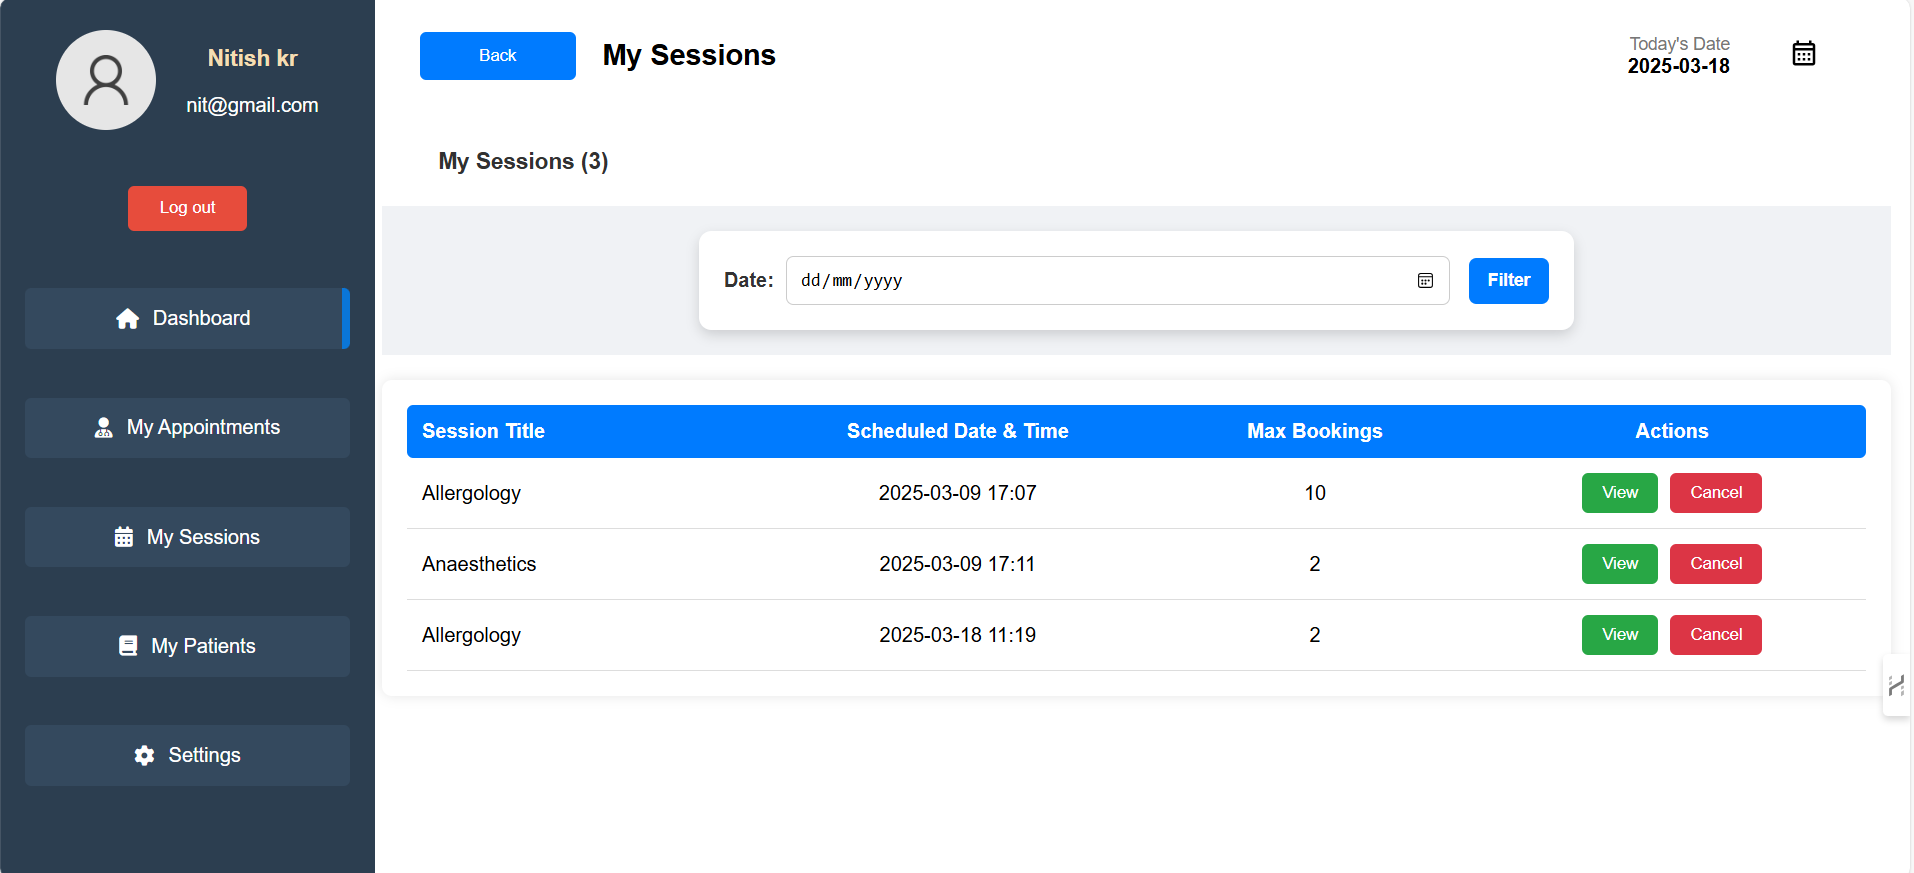 Nitish kr
nit@gmail.com
Log out
Dashboard
My Appointments
My Sessions
My Patients
Settings
Back
My Sessions
Today's Date
2025-03-18
My Sessions (3)
Date: dd/mm/yyyy Filter
Session Title Scheduled Date & Time Max Bookings Actions
Allergology 2025-03-09 17:07 10 View Cancel
Anaesthetics 2025-03-09 17:11 2 View Cancel
Allergology 2025-03-18 11:19 2 View Cancel